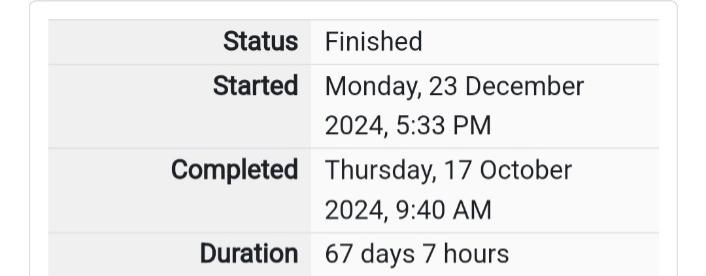 Status Finished
Started Monday, 23 December
2024, 5:33 PM
Completed Thursday, 17 October
2024, 9:40 AM
Duration 67 days 7 hours